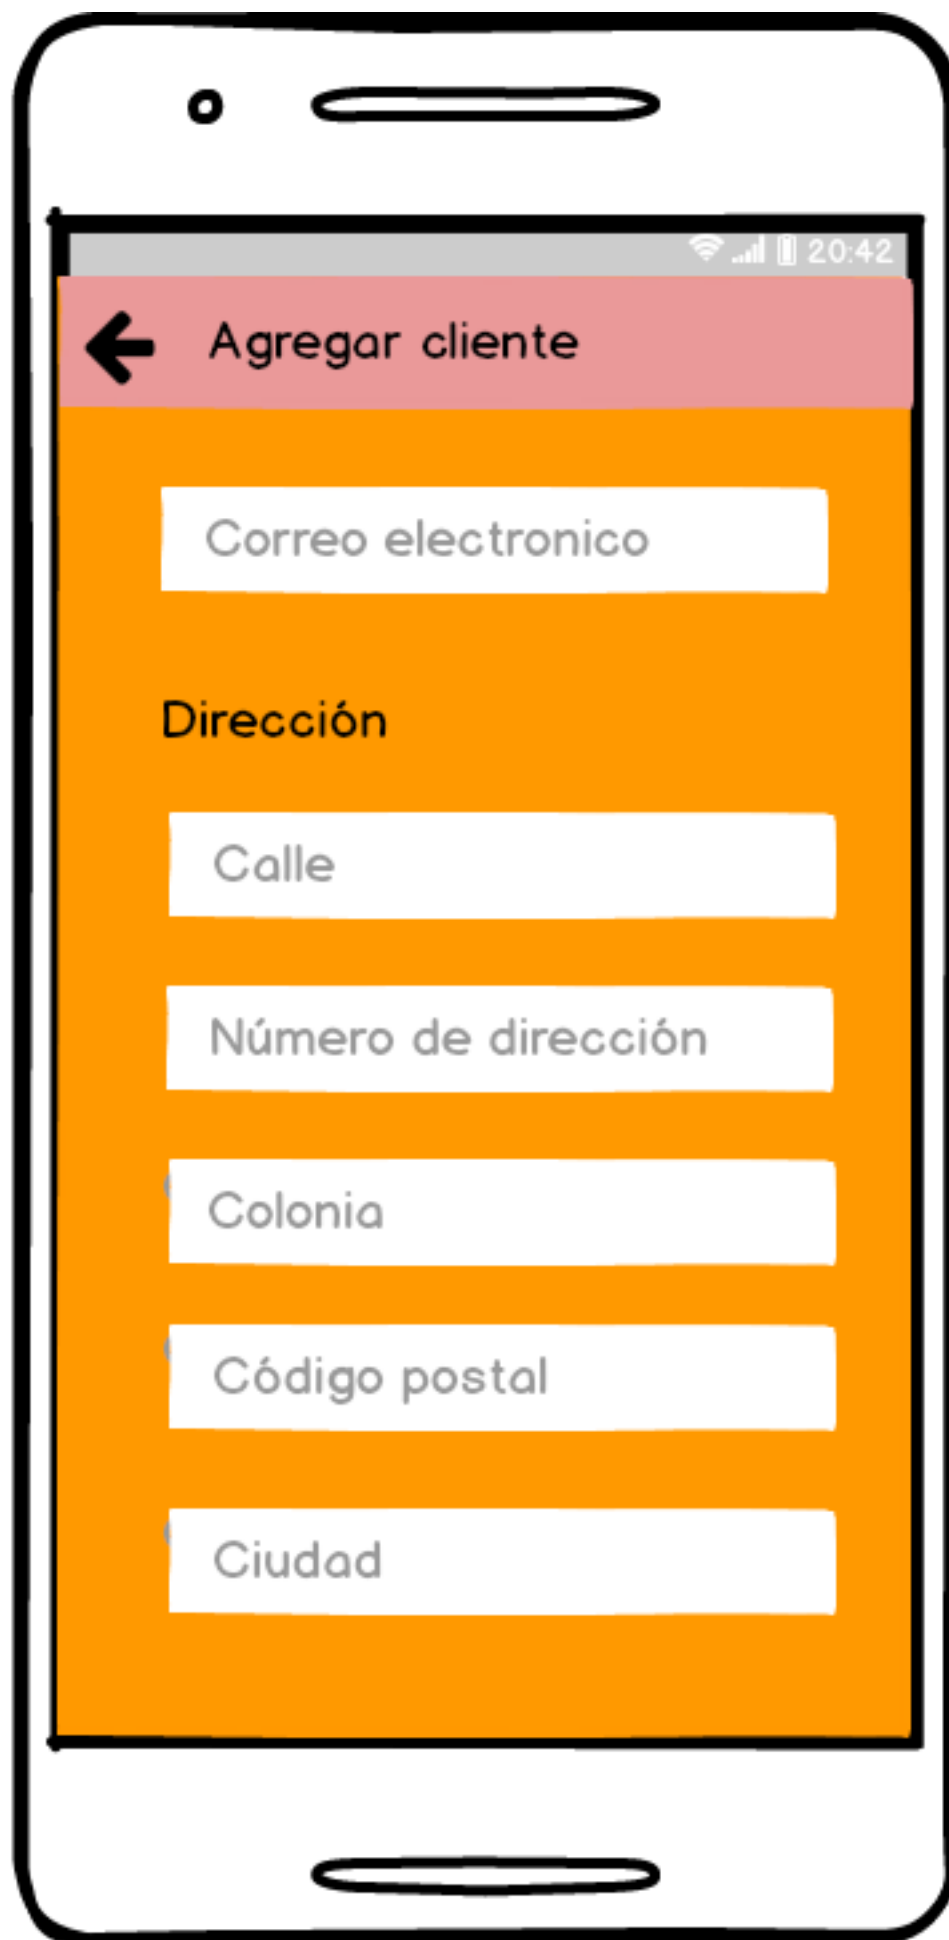 20:42
Agregar cliente
Correo electronico
Dirección
Calle
Número de dirección
Colonia
Código postal
Ciudad